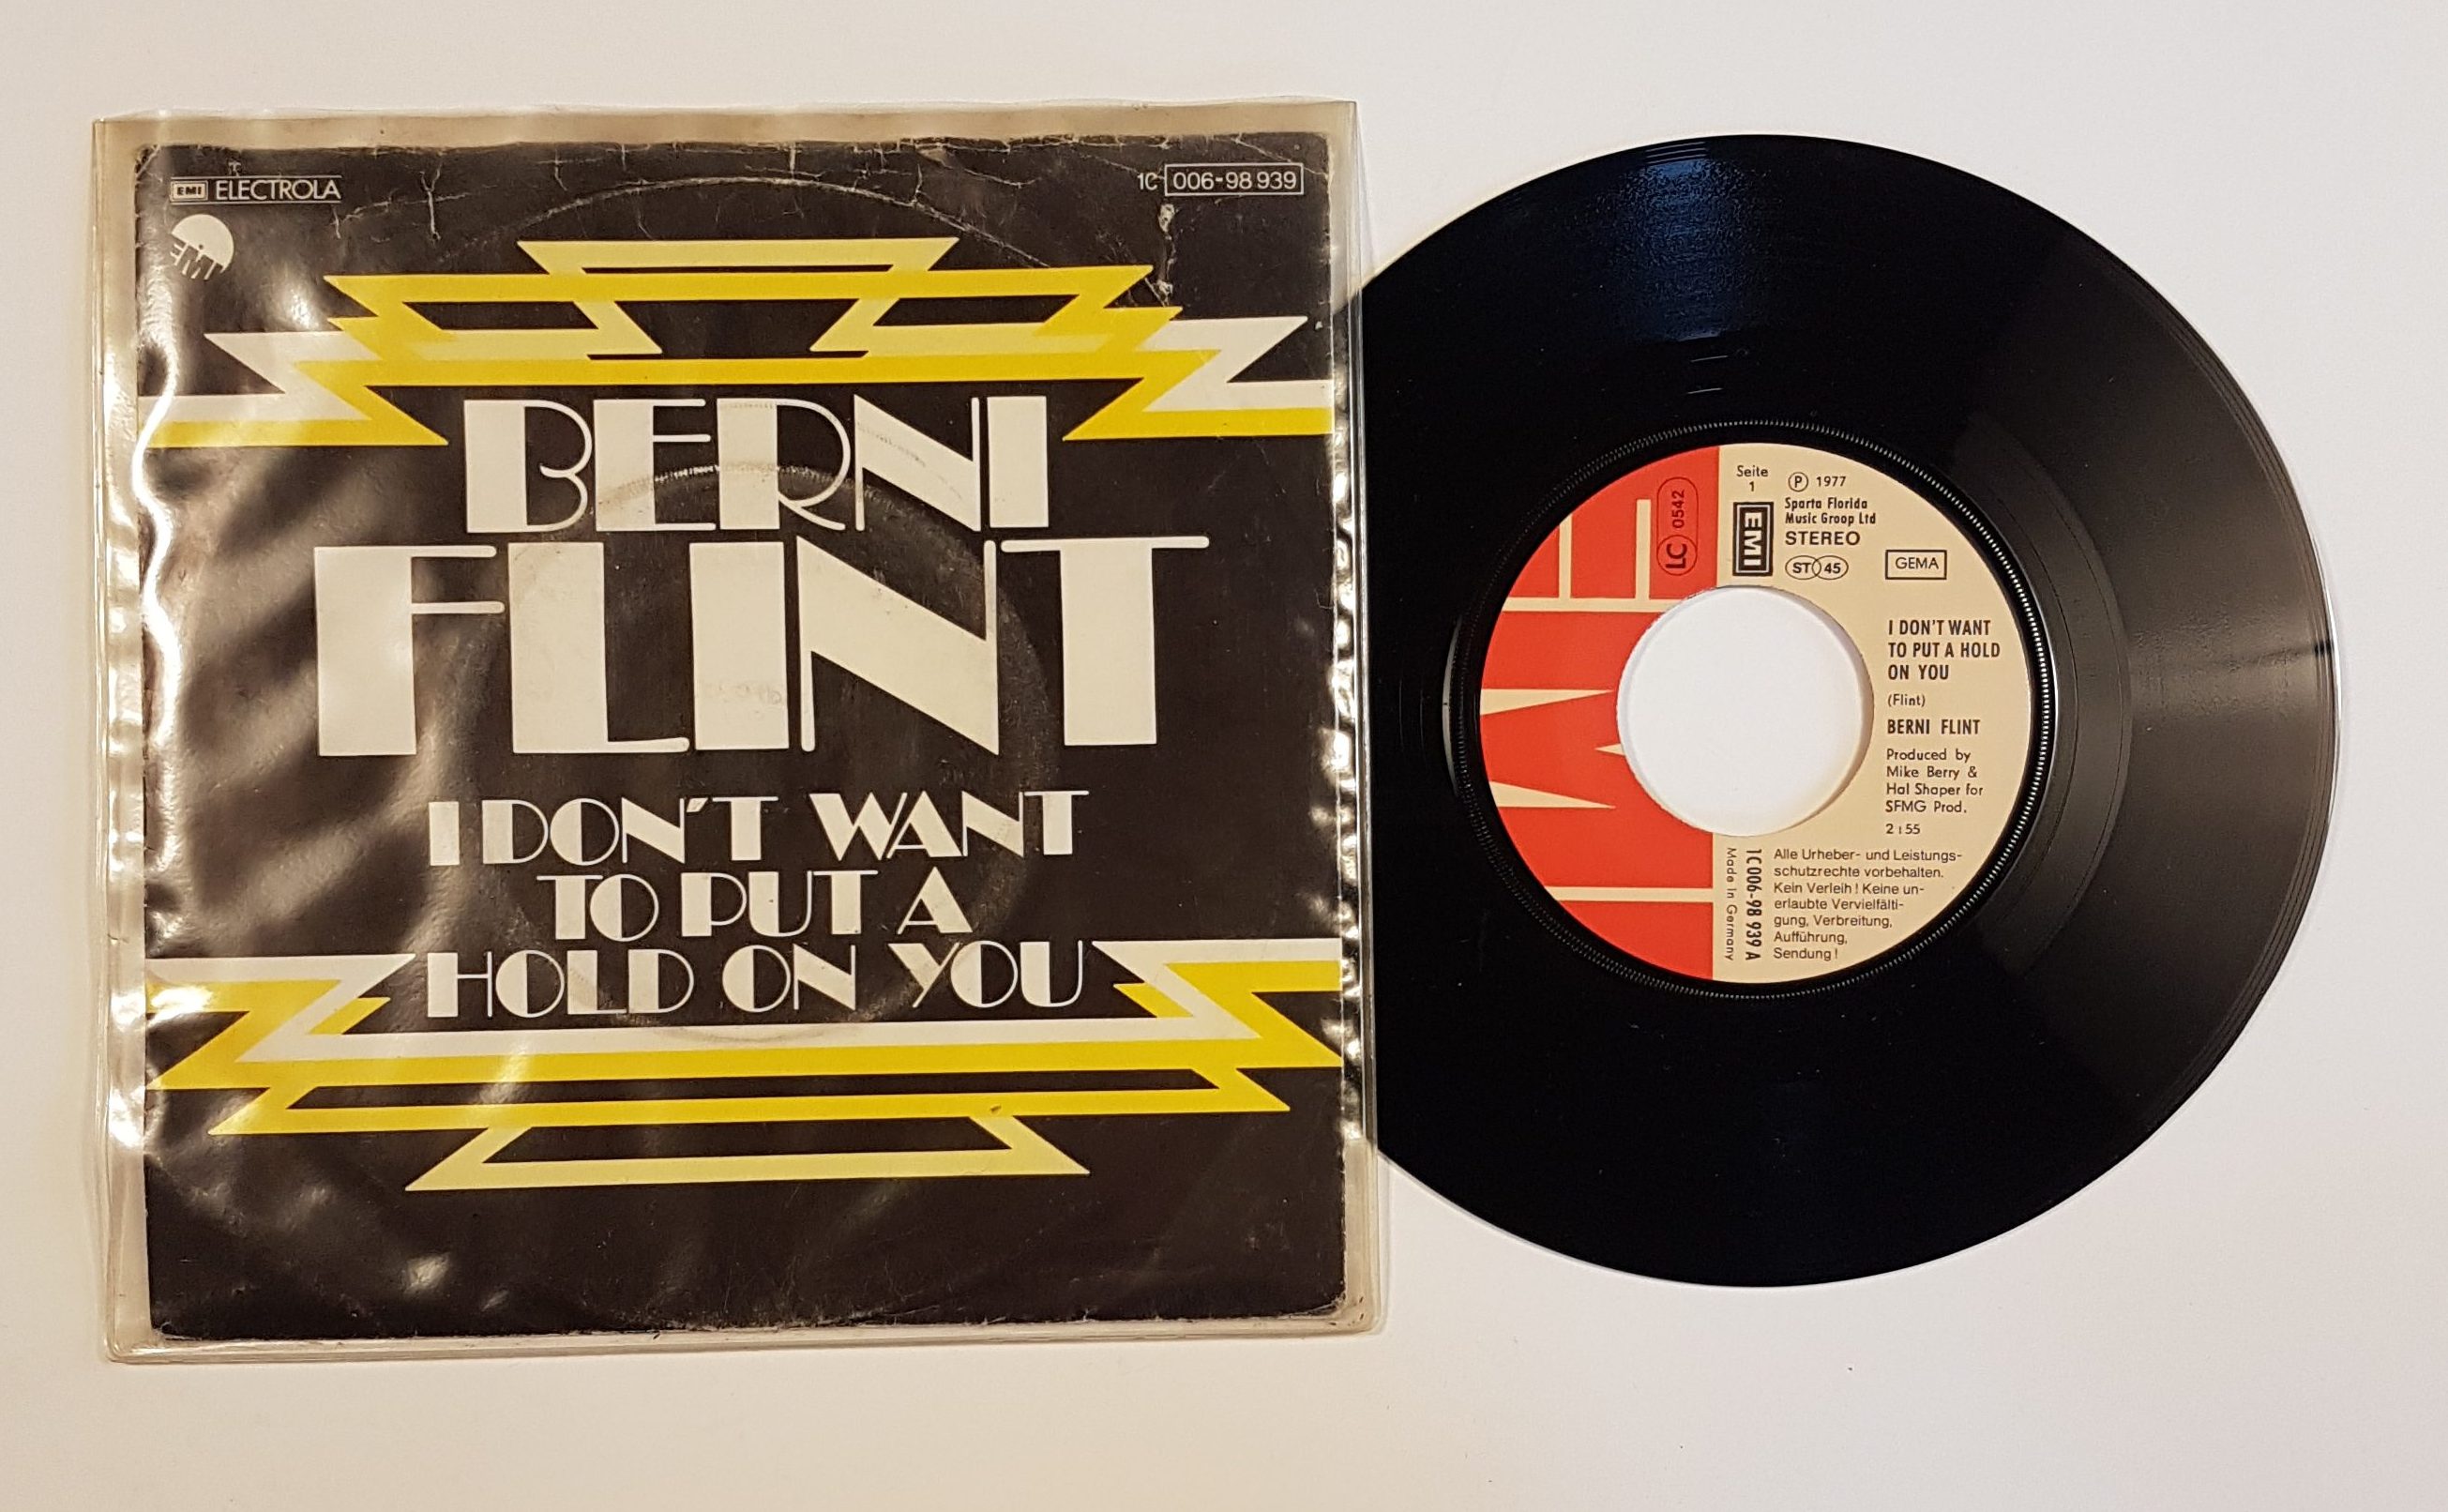 EMI ELECTROLA
1C 006-98 939
EMI
BERNI
FLINT
I DON'T WANT
TO PUT A
HOLD ON YOU
EMI
LC 0542
Seite
1
EMI
Ⓟ 1977
Sparta Florida
Music Groop Ltd
STEREO
ST 45
GEMA
I DON'T WANT
TO PUT A HOLD
ON YOU
(Flint)
BERNI FLINT
Produced by
Mike Berry &
Hal Shaper for
SFMG Prod.
2:55
Alle Urheber- und Leistungs-
schutzrechte vorbehalten.
Kein Verleih! Keine un-
erlaubte Vervielfälti-
gung, Verbreitung,
Aufführung,
Sendung!
1C 006-98 939 A
Made in Germany